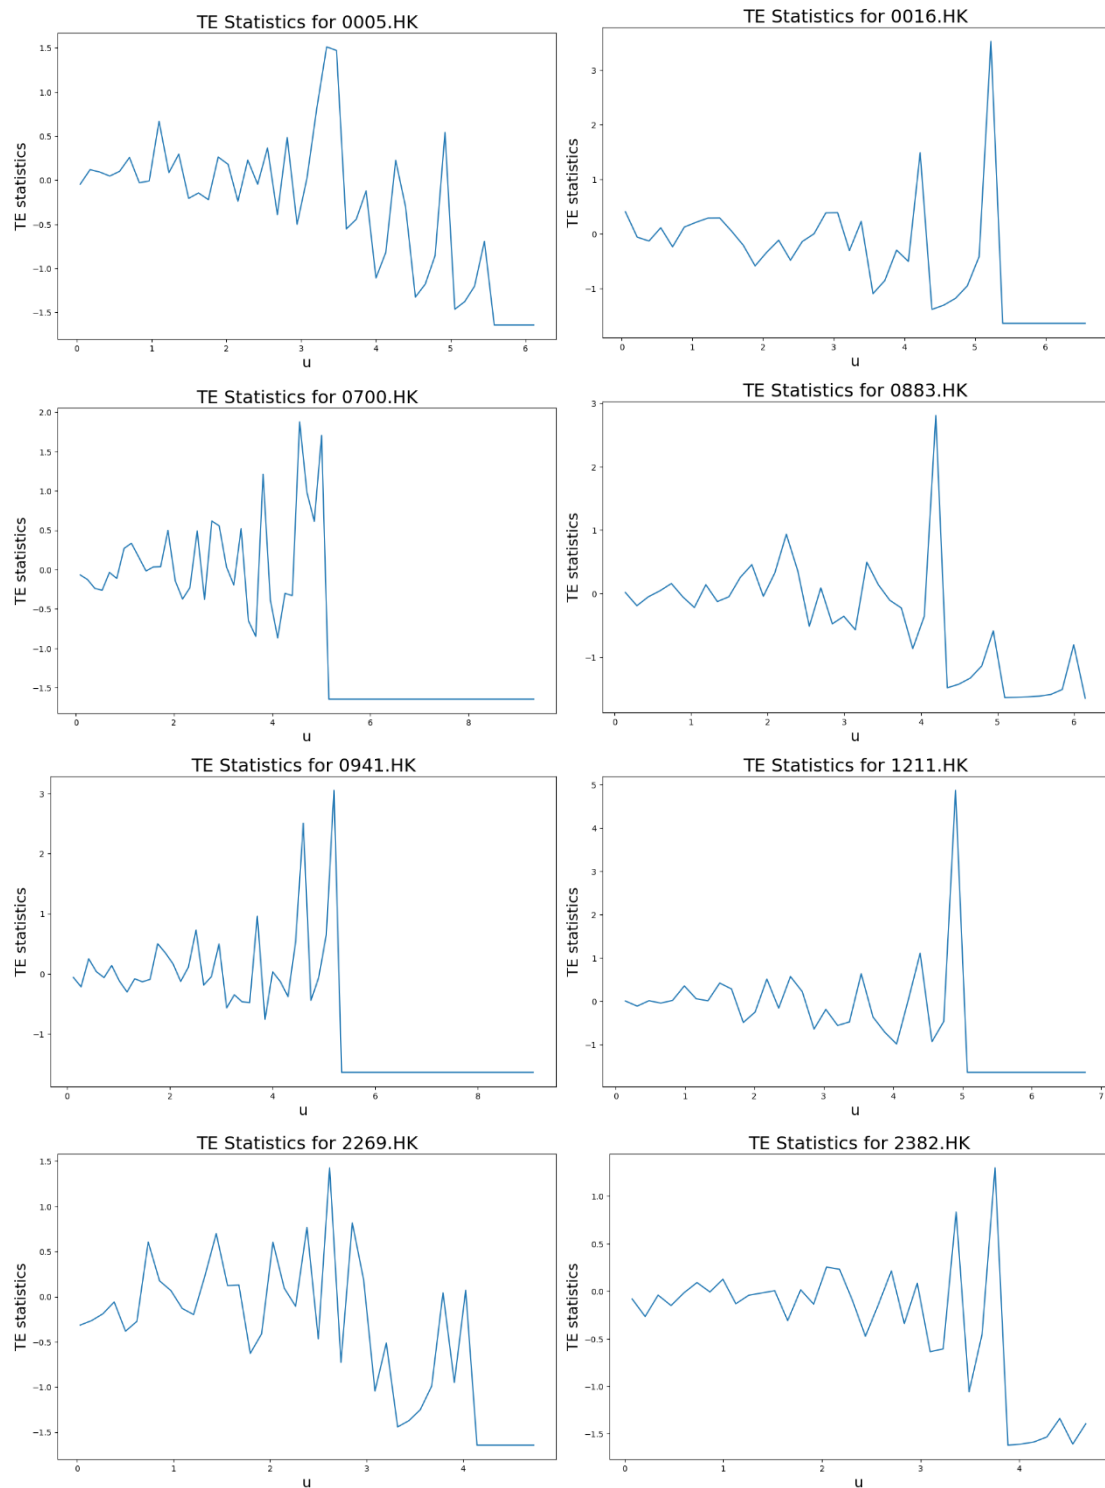 TE Statistics for 0005.HK
1.5
1.0
0.5
0.0
−0.5
−1.0
−1.5
TE statistics
0 1 2 3 4 5 6
u
TE Statistics for 0016.HK
3
2
1
0
−1
TE statistics
0 1 2 3 4 5 6
u
TE Statistics for 0700.HK
2.0
1.5
1.0
0.5
0.0
−0.5
−1.0
−1.5
TE statistics
0 2 4 6 8
u
TE Statistics for 0883.HK
3
2
1
0
−1
TE statistics
0 1 2 3 4 5 6
u
TE Statistics for 0941.HK
3
2
1
0
−1
TE statistics
0 2 4 6 8
u
TE Statistics for 1211.HK
5
4
3
2
1
0
−1
TE statistics
0 1 2 3 4 5 6 7
u
TE Statistics for 2269.HK
1.5
1.0
0.5
0.0
−0.5
−1.0
−1.5
TE statistics
0 1 2 3 4
u
TE Statistics for 2382.HK
1.0
0.5
0.0
−0.5
−1.0
−1.5
TE statistics
0 1 2 3 4
u